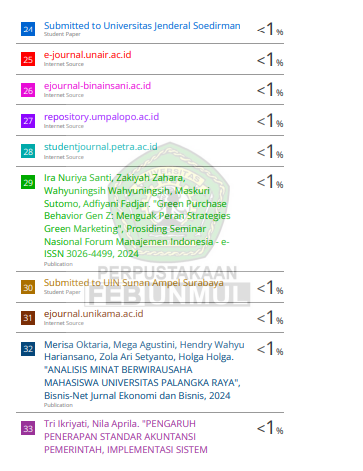 24 Submitted to Universitas Jenderal Soedirman <1%
Student Paper
25 e-journal.unair.ac.id <1%
Internet Source
26 ejournal-binainsani.ac.id <1%
Internet Source
27 repository.umpalopo.ac.id <1%
Internet Source
28 studentjournal.petra.ac.id <1%
Internet Source
29 Ira Nuriya Santi, Zakiyah Zahara, <1%
Wahyuningsih Wahyuningsih, Maskuri
Sutomo, Adfiyani Fadjar. "Green Purchase
Behavior Gen Z: Menguak Peran Strategies
Green Marketing", Prosiding Seminar
Nasional Forum Manajemen Indonesia - e-
ISSN 3026-4499, 2024
Publication
PERPUSTAKAAN
FEB UNMUL
30 Submitted to UIN Sunan Ampel Surabaya <1%
Student Paper
31 ejournal.unikama.ac.id <1%
Internet Source
32 Merisa Oktaria, Mega Agustini, Hendry Wahyu <1%
Hariansano, Zola Ari Setyanto, Holga Holga.
"ANALISIS MINAT BERWIRAUSAHA
MAHASISWA UNIVERSITAS PALANGKA RAYA",
Bisnis-Net Jurnal Ekonomi dan Bisnis, 2024
Publication
33 Tri Ikriyati, Nila Aprila. "PENGARUH <1%
PENERAPAN STANDAR AKUNTANSI
PEMERINTAH, IMPLEMENTASI SISTEM